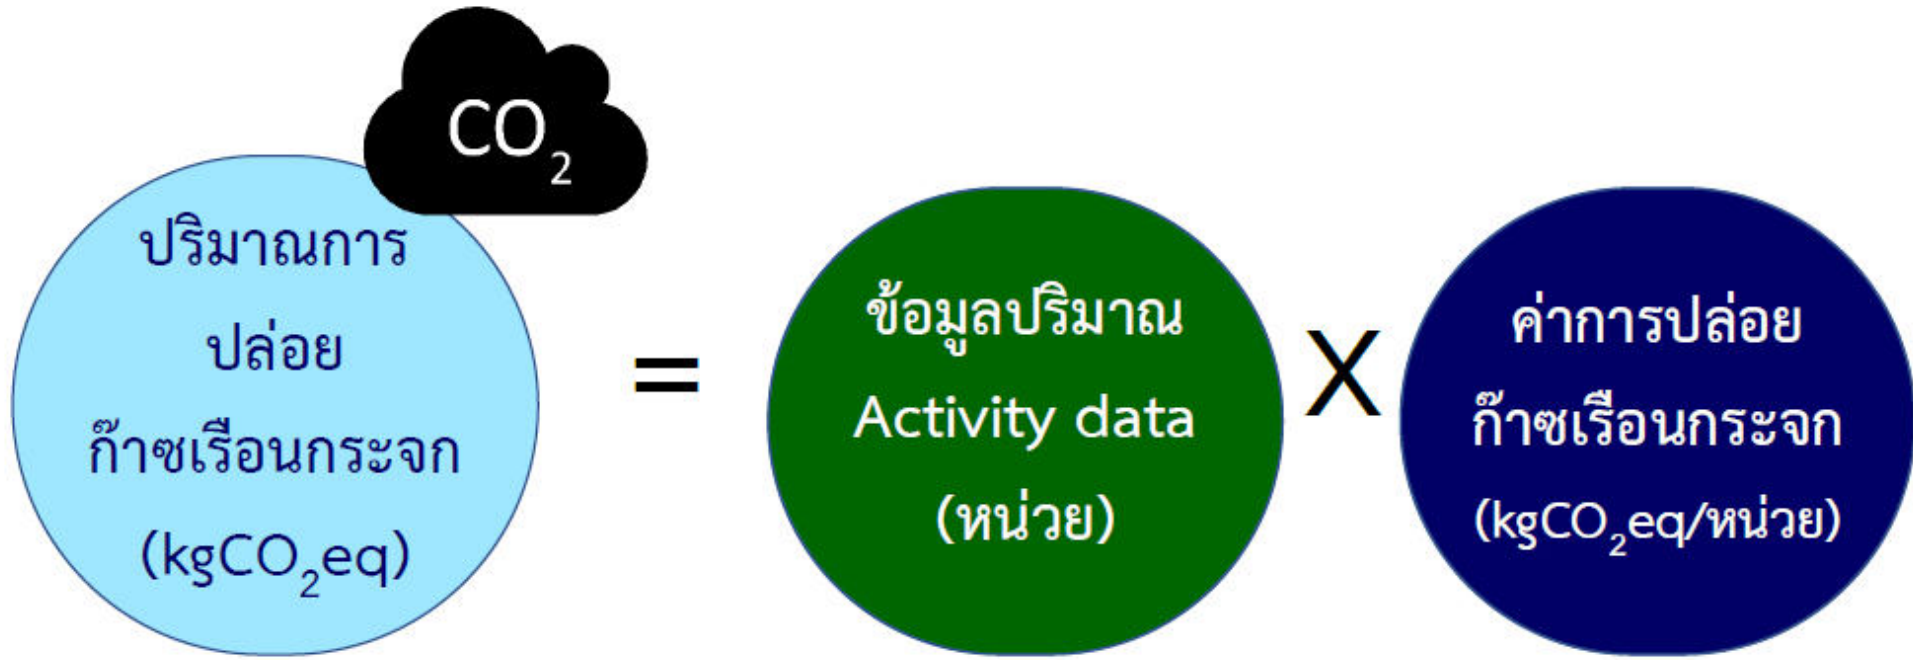 CO₂
ปริมาณการ
ปล่อย
ก๊าซเรือนกระจก
(kgCO₂eq)
=
ข้อมูลปริมาณ
Activity data
(หน่วย)
X
ค่าการปล่อย
ก๊าซเรือนกระจก
(kgCO₂eq/หน่วย)